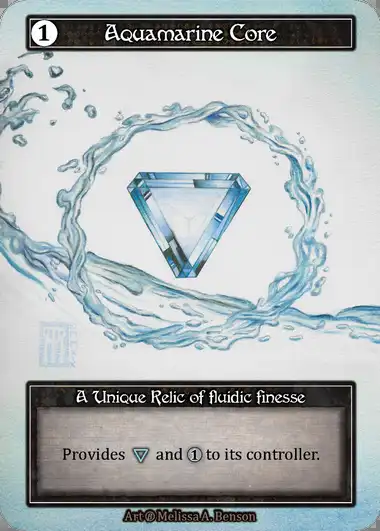 1
Aquamarine Core
A Unique Relic of fluidic finesse
Provides and 1 to its controller.
Art @ Melissa A. Benson